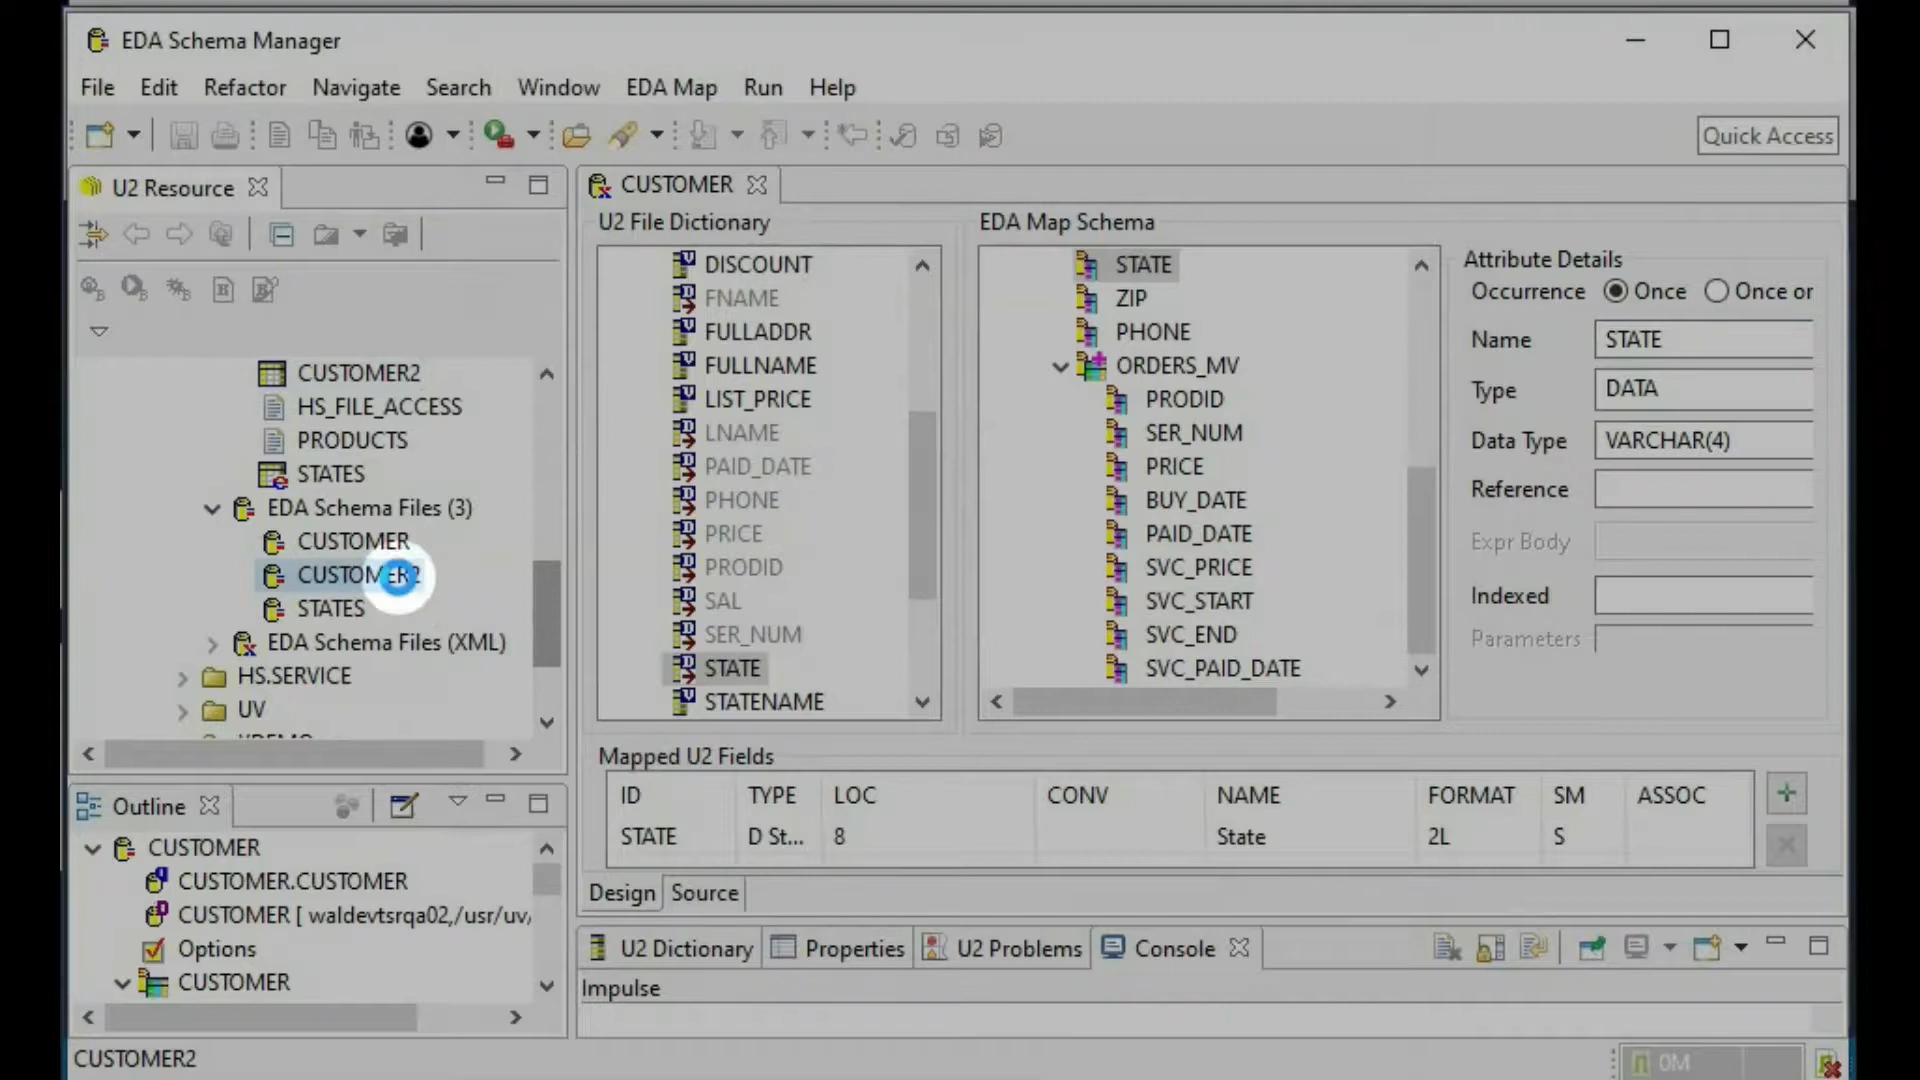 EDA Schema Manager
File Edit Refactor Navigate Search Window EDA Map Run Help
Quick Access
U2 Resource
CUSTOMER2
HS_FILE_ACCESS
PRODUCTS
STATES
EDA Schema Files (3)
CUSTOMER
CUSTOMER2
STATES
EDA Schema Files (XML)
HS.SERVICE
UV
Outline
CUSTOMER
CUSTOMER.CUSTOMER
CUSTOMER [ waldevtsrqa02,/usr/uv/
Options
CUSTOMER
CUSTOMER
U2 File Dictionary
DISCOUNT
FNAME
FULLADDR
FULLNAME
LIST_PRICE
LNAME
PAID_DATE
PHONE
PRICE
PRODID
SAL
SER_NUM
STATE
STATENAME
EDA Map Schema
STATE
ZIP
PHONE
ORDERS_MV
PRODID
SER_NUM
PRICE
BUY_DATE
PAID_DATE
SVC_PRICE
SVC_START
SVC_END
SVC_PAID_DATE
Attribute Details
Occurrence Once Once or
Name STATE
Type DATA
Data Type VARCHAR(4)
Reference
Expr Body
Indexed
Parameters
Mapped U2 Fields
ID TYPE LOC CONV NAME FORMAT SM ASSOC
STATE D St... 8 State 2L S
Design Source
U2 Dictionary Properties U2 Problems Console
Impulse
CUSTOMER2
0M